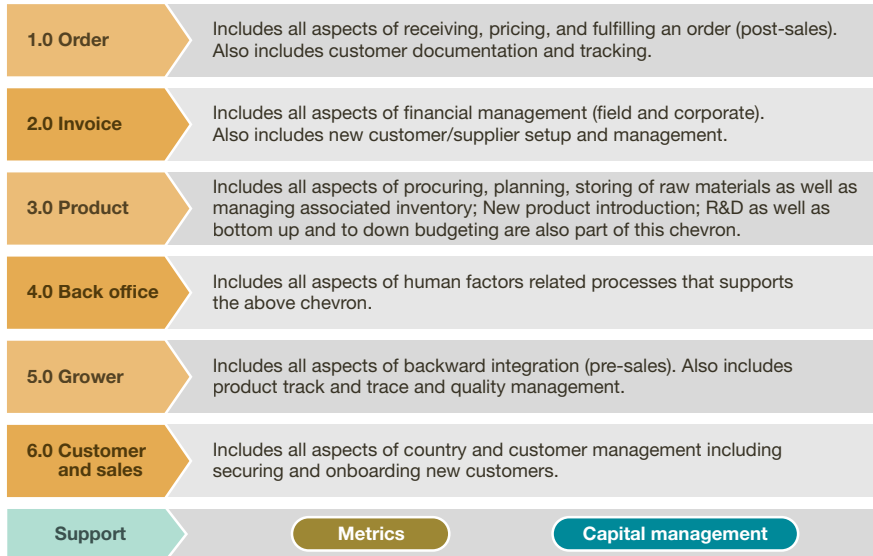 1.0 Order
Includes all aspects of receiving, pricing, and fulfilling an order (post-sales).
Also includes customer documentation and tracking.
2.0 Invoice
Includes all aspects of financial management (field and corporate).
Also includes new customer/supplier setup and management.
3.0 Product
Includes all aspects of procuring, planning, storing of raw materials as well as
managing associated inventory; New product introduction; R&D as well as
bottom up and to down budgeting are also part of this chevron.
4.0 Back office
Includes all aspects of human factors related processes that supports
the above chevron.
5.0 Grower
Includes all aspects of backward integration (pre-sales). Also includes
product track and trace and quality management.
6.0 Customer
and sales
Includes all aspects of country and customer management including
securing and onboarding new customers.
Support
Metrics
Capital management